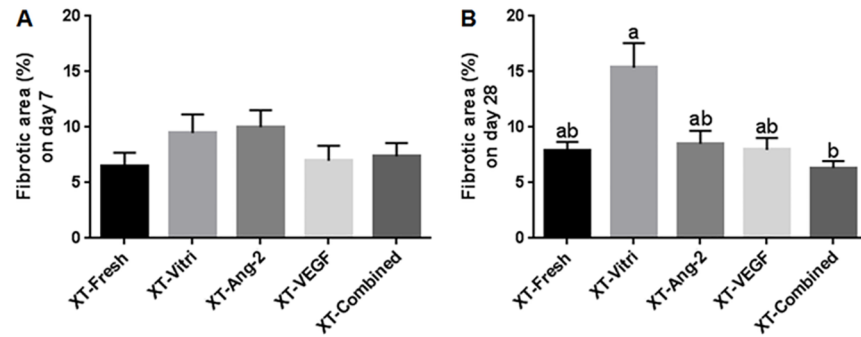 A
Fibrotic area (%)
on day 7
20
15
10
5
0
XT-Fresh
XT-Vitri
XT-Ang-2
XT-VEGF
XT-Combined
B
Fibrotic area (%)
on day 28
20
15
10
5
0
ab
a
ab
ab
b
XT-Fresh
XT-Vitri
XT-Ang-2
XT-VEGF
XT-Combined